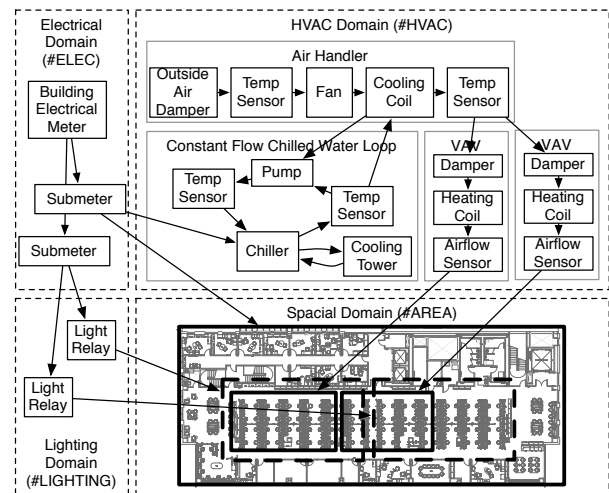 Electrical
Domain
(#ELEC)
Building
Electrical
Meter
Submeter
Submeter
HVAC Domain (#HVAC)
Air Handler
Outside
Air
Damper
Temp
Sensor
Fan
Cooling
Coil
Temp
Sensor
Constant Flow Chilled Water Loop
Pump
Temp
Sensor
Temp
Sensor
Chiller
Cooling
Tower
VAV
Damper
Heating
Coil
Airflow
Sensor
VAV
Damper
Heating
Coil
Airflow
Sensor
Light
Relay
Light
Relay
Lighting
Domain
(#LIGHTING)
Spacial Domain (#AREA)